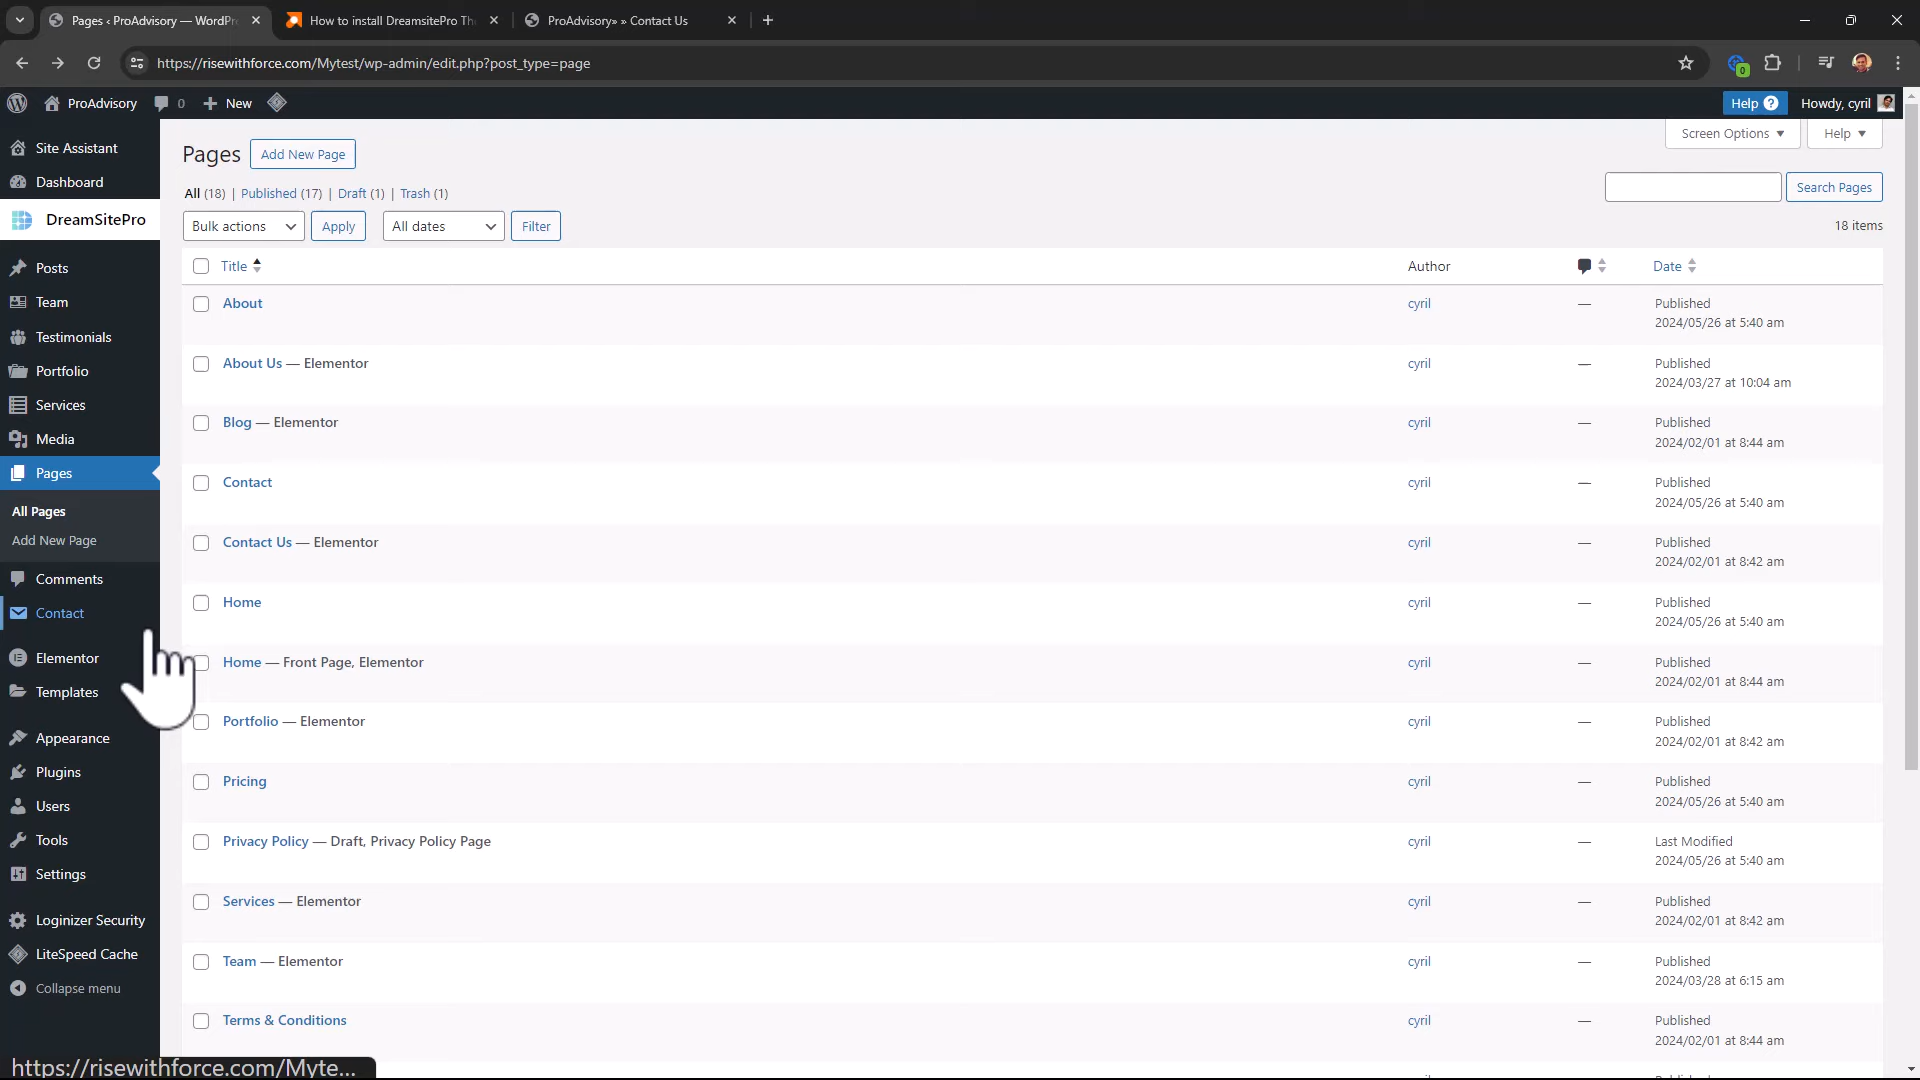 Pages ‹ ProAdvisory — WordPr
How to install DreamsitePro Th
ProAdvisory» » Contact Us
https://risewithforce.com/Mytest/wp-admin/edit.php?post_type=page
0
ProAdvisory
0
New
Help ?
Howdy, cyril
Site Assistant
Dashboard
DreamSitePro
Posts
Team
Testimonials
Portfolio
Services
Media
Pages
All Pages
Add New Page
Comments
Contact
Elementor
Templates
Appearance
Plugins
Users
Tools
Settings
Loginizer Security
LiteSpeed Cache
Collapse menu
Screen Options
Help
Pages
Add New Page
All (18) | Published (17) | Draft (1) | Trash (1)
Search Pages
Bulk actions
Apply
All dates
Filter
18 items
Title Author Date
About cyril — Published
2024/05/26 at 5:40 am
About Us — Elementor cyril — Published
2024/03/27 at 10:04 am
Blog — Elementor cyril — Published
2024/02/01 at 8:44 am
Contact cyril — Published
2024/05/26 at 5:40 am
Contact Us — Elementor cyril — Published
2024/02/01 at 8:42 am
Home cyril — Published
2024/05/26 at 5:40 am
Home — Front Page, Elementor cyril — Published
2024/02/01 at 8:44 am
Portfolio — Elementor cyril — Published
2024/02/01 at 8:42 am
Pricing cyril — Published
2024/05/26 at 5:40 am
Privacy Policy — Draft, Privacy Policy Page cyril — Last Modified
2024/05/26 at 5:40 am
Services — Elementor cyril — Published
2024/02/01 at 8:42 am
Team — Elementor cyril — Published
2024/03/28 at 6:15 am
Terms & Conditions cyril — Published
2024/02/01 at 8:44 am
https://risewithforce.com/Myte...